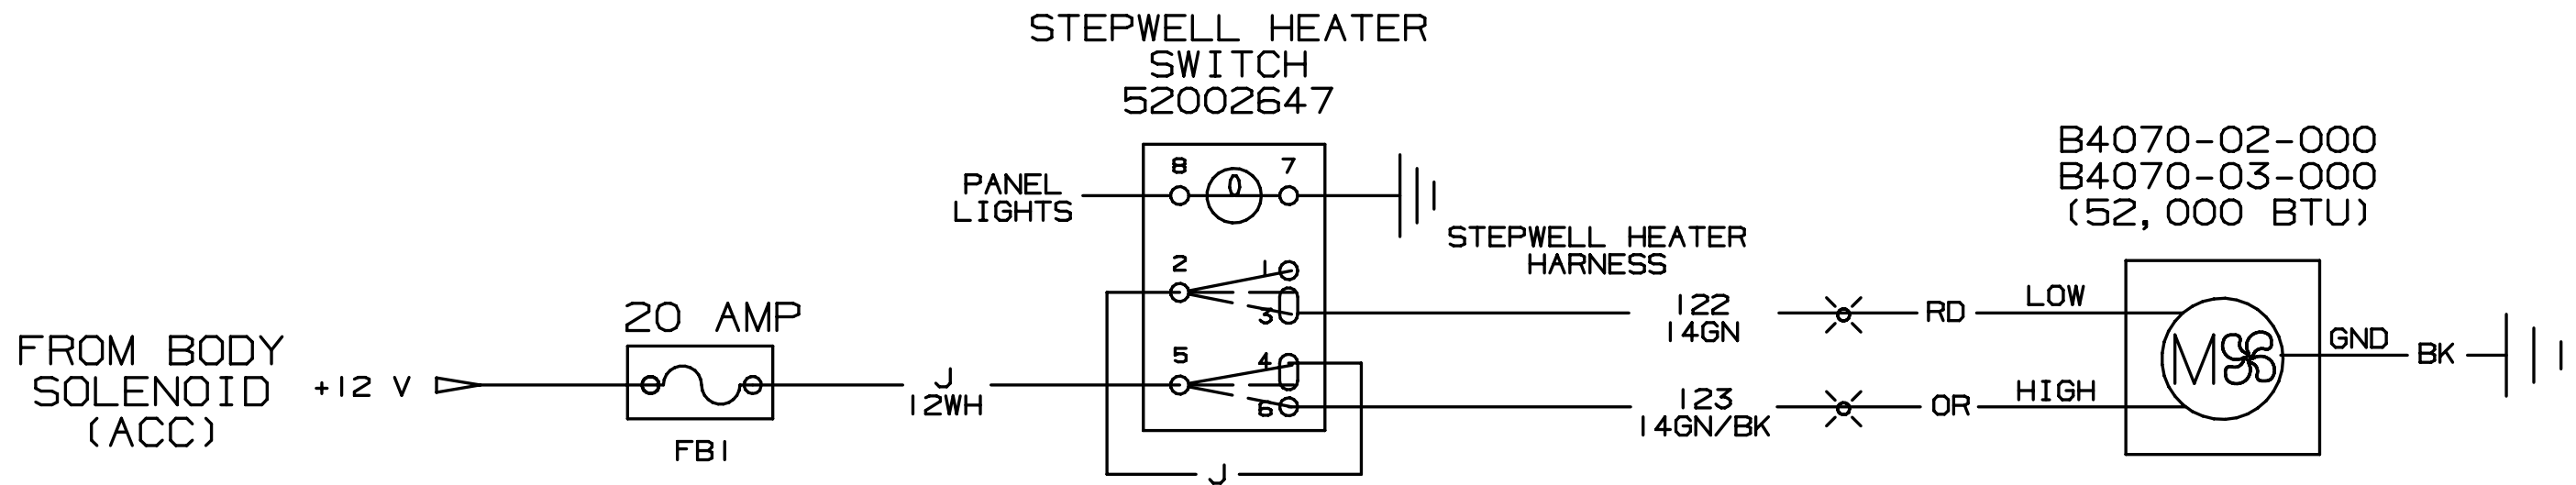 STEPWELL HEATER
SWITCH
52002647
B4070-02-000
B4070-03-000
(52,000 BTU)
8
7
PANEL
LIGHTS
STEPWELL HEATER
HARNESS
2
1
3
122
14GN
RD
LOW
20 AMP
FROM BODY
SOLENOID
(ACC)
+12 V
FB1
J
12WH
5
4
6
M
GND
BK
123
14GN/BK
OR
HIGH
J